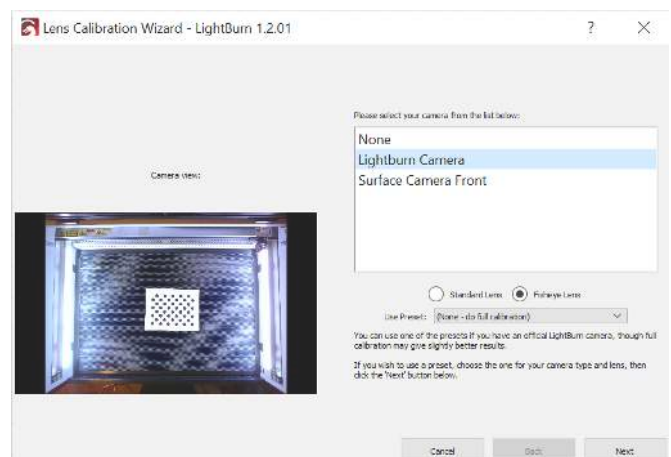 Lens Calibration Wizard - LightBurn 1.2.01
Please select your camera from the list below:
None
Lightburn Camera
Surface Camera Front
Camera view:
Standard Lens
Fisheye Lens
Use Preset: (None - do full calibration)
You can use one of the presets if you have an official LightBurn camera, though full
calibration may give slightly better results.
If you wish to use a preset, choose the one for your camera type and lens, then
click the 'Next' button below.
Cancel
Back
Next